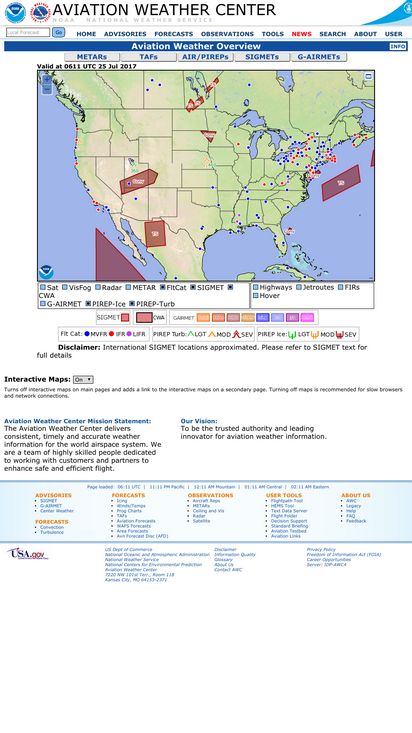 AVIATION WEATHER CENTER
NOAA NATIONAL WEATHER SERVICE
Local Forecast Go HOME ADVISORIES FORECASTS OBSERVATIONS TOOLS NEWS SEARCH ABOUT USER
Aviation Weather Overview INFO
METARs TAFs AIR/PIREPs SIGMETs G-AIRMETs
Valid at 0611 UTC 25 Jul 2017
TS
TS
Sat VisFog Radar METAR FltCat SIGMET
CWA
G-AIRMET PIREP-Ice PIREP-Turb
Highways Jetroutes FIRs
Hover
SIGMET CWA GAIRMET
Flt Cat: MVFR IFR LIFR PIREP Turb: LGT MOD SEV PIREP Ice: LGT MOD SEV
Disclaimer: International SIGMET locations approximated. Please refer to SIGMET text for
full details
Interactive Maps: On
Turns off interactive maps on main pages and adds a link to the interactive maps on a secondary page. Turning off maps is recommended for slow browsers
and network connections.
Aviation Weather Center Mission Statement:
The Aviation Weather Center delivers
consistent, timely and accurate weather
information for the world airspace system. We
are a team of highly skilled people dedicated
to working with customers and partners to
enhance safe and efficient flight.
Our Vision:
To be the trusted authority and leading
innovator for aviation weather information.
Page loaded: 06:11 UTC | 11:11 PM Pacific | 12:11 AM Mountain | 01:11 AM Central | 02:11 AM Eastern
ADVISORIES
SIGMET
G-AIRMET
Center Weather
FORECASTS
Convection
Turbulence
FORECASTS
Icing
Winds/Temps
Prog Charts
TAFs
Aviation Forecasts
WAFS Forecasts
Area Forecasts
Avn Forecast Disc (AFD)
OBSERVATIONS
Aircraft Reps
METARs
Ceiling and Vis
Radar
Satellite
USER TOOLS
Flightpath Tool
HEMS Tool
Text Data Server
Flight Folder
Decision Support
Standard Briefing
Aviation Testbed
Aviation Links
ABOUT US
AWC
Legacy
Help
FAQ
Feedback
USA.gov
US Dept of Commerce
National Oceanic and Atmospheric Administration
National Weather Service
National Centers for Environmental Prediction
Aviation Weather Center
7220 NW 101st Terr., Room 118
Kansas City, MO 64153-2371
Disclaimer
Information Quality
Glossary
About Us
Contact AWC
Privacy Policy
Freedom of Information Act (FOIA)
Career Opportunities
Server: IDP-AWC4